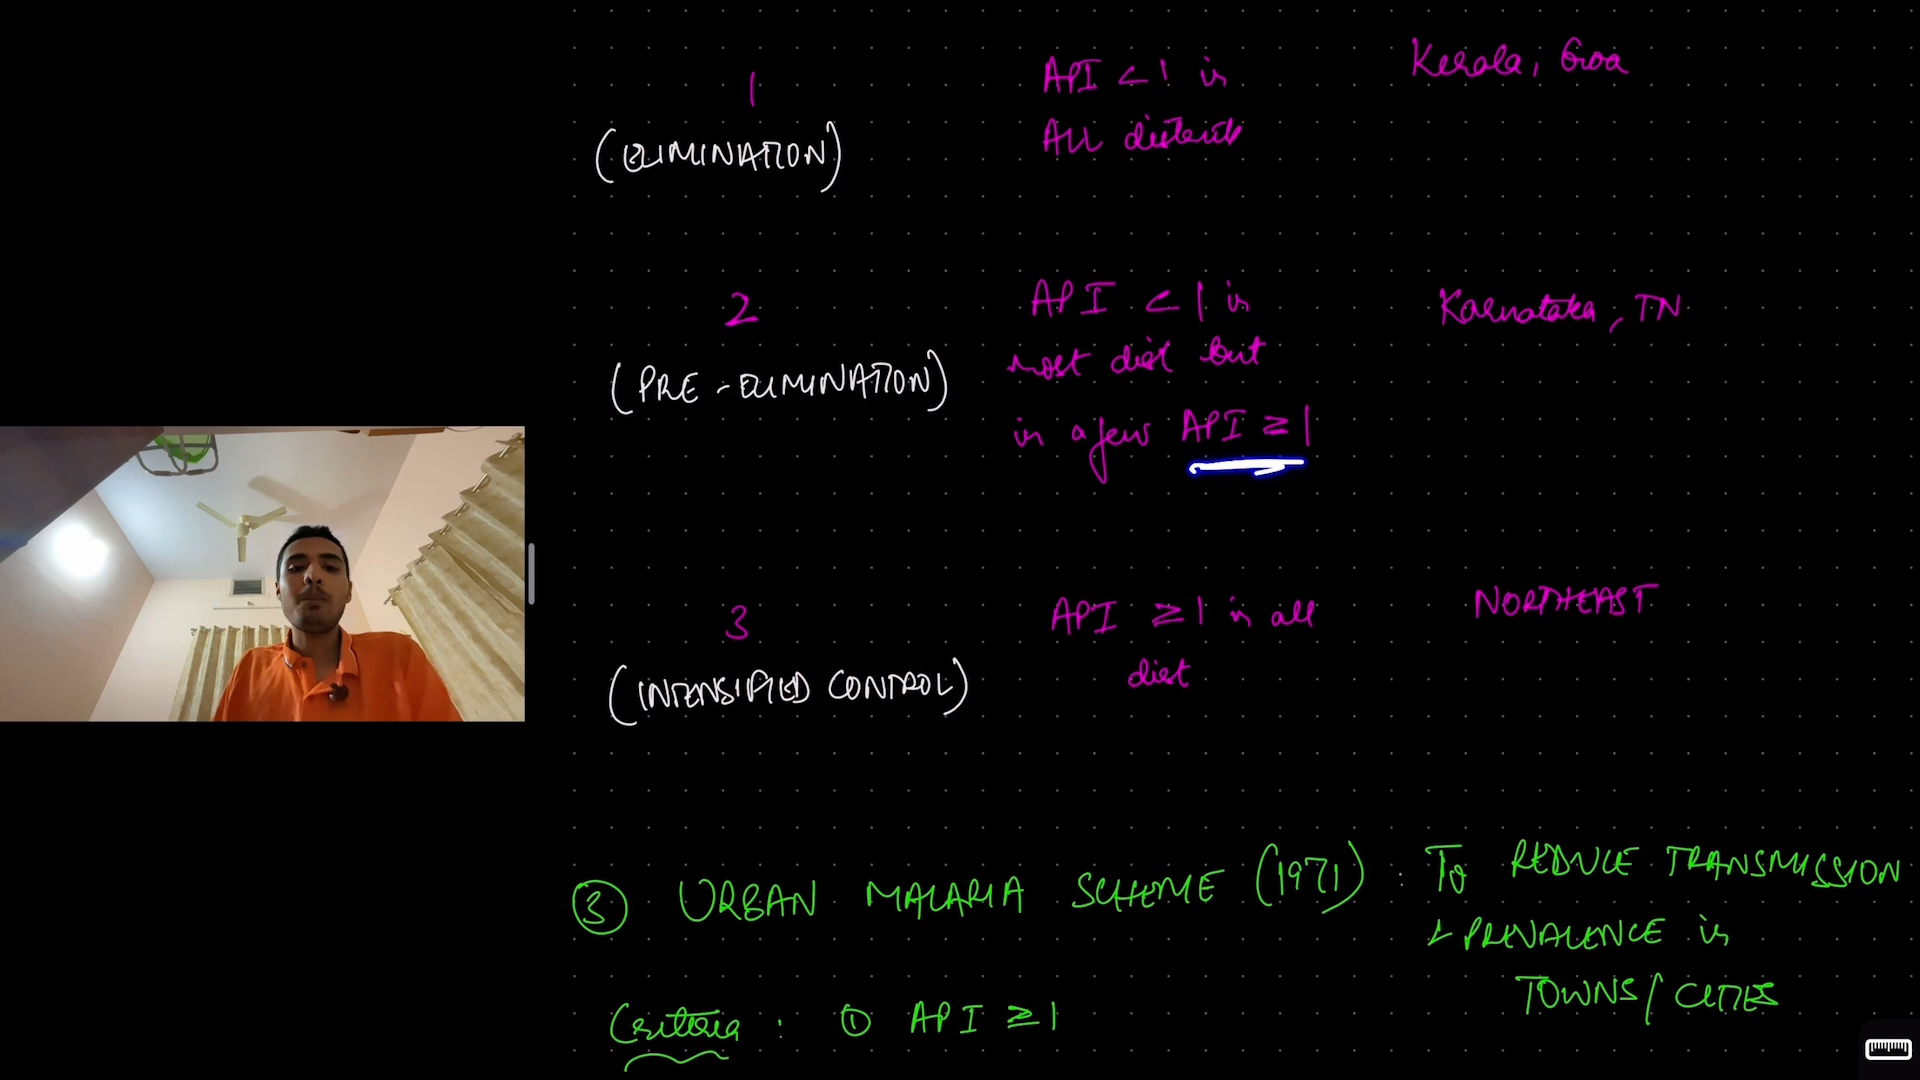 1
API < 1 in
Kerala, Goa
(ELIMINATION)
ALL districts
2
API < 1 in
Karnataka, TN
(PRE-ELIMINATION)
most dist but
in a few API ≥ 1
3
API ≥ 1 in all
NORTHEAST
(INTENSIFIED CONTROL)
dist
③ URBAN MALARIA SCHEME (1971) : To REDUCE TRANSMISSION
+ PREVALENCE in
TOWNS/CITIES
Criteria : ① API ≥ 1